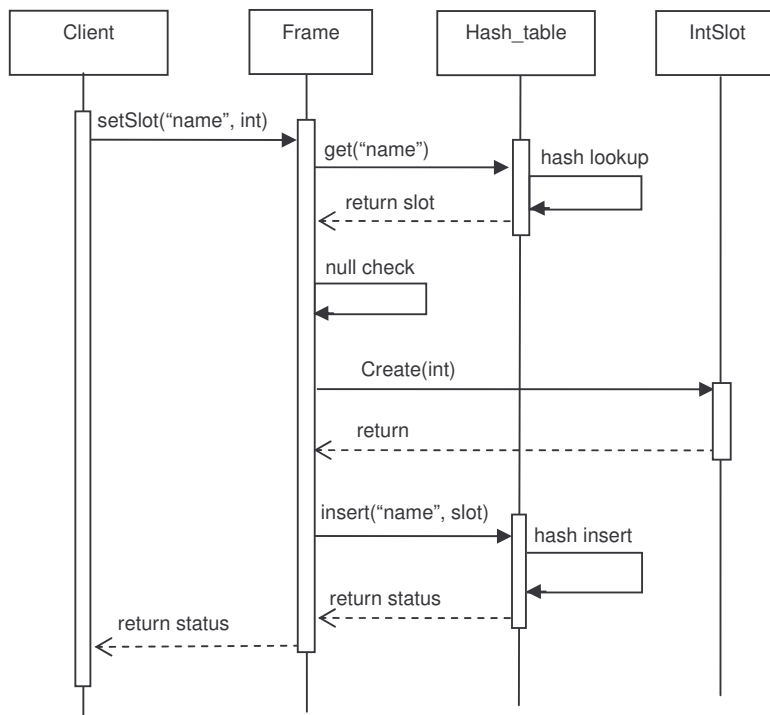 Client
Frame
Hash_table
IntSlot
setSlot(“name”, int)
get(“name”)
hash lookup
return slot
null check
Create(int)
return
insert(“name”, slot)
hash insert
return status
return status